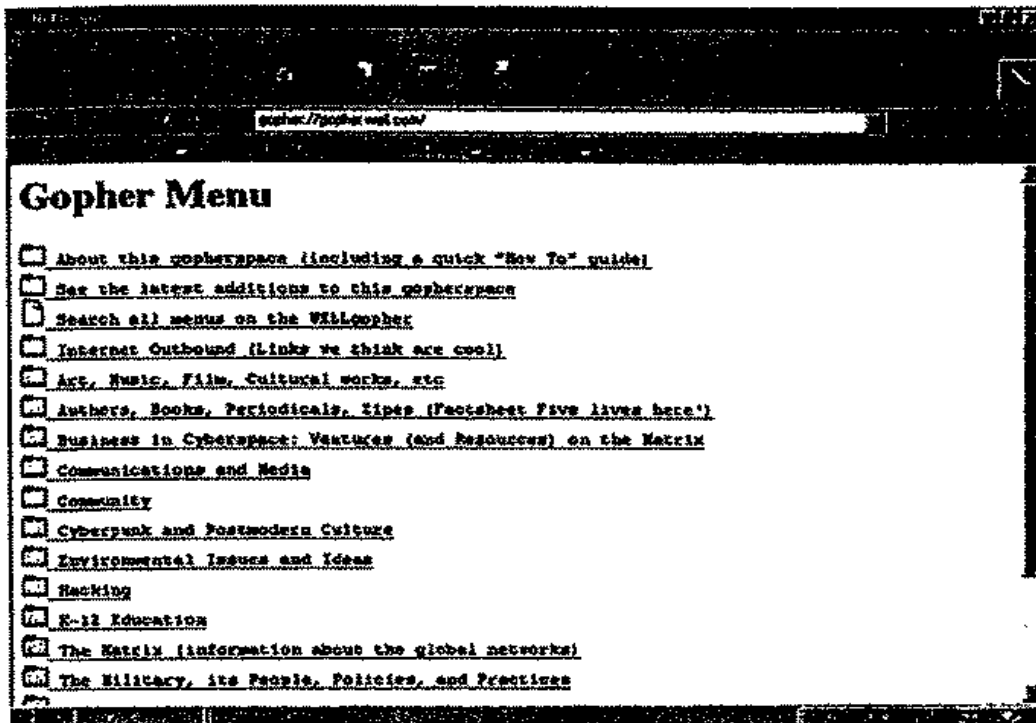 gopher://gopher.well.com/
Gopher Menu
About this gopherspace (including a quick "How To" guide)
See the latest additions to this gopherspace
Search all menus on the WELLgopher
Internet Outbound (Links we think are cool)
Art, Music, Film, Cultural works, etc
Authors, Books, Periodicals, Zines (Factsheet Five lives here!)
Business in Cyberspace: Ventures (and Resources) on the Matrix
Communications and Media
Community
Cyberpunk and Postmodern Culture
Environmental Issues and Ideas
Hacking
K-12 Education
The Matrix (information about the global networks)
The Military, its People, Policies, and Practices